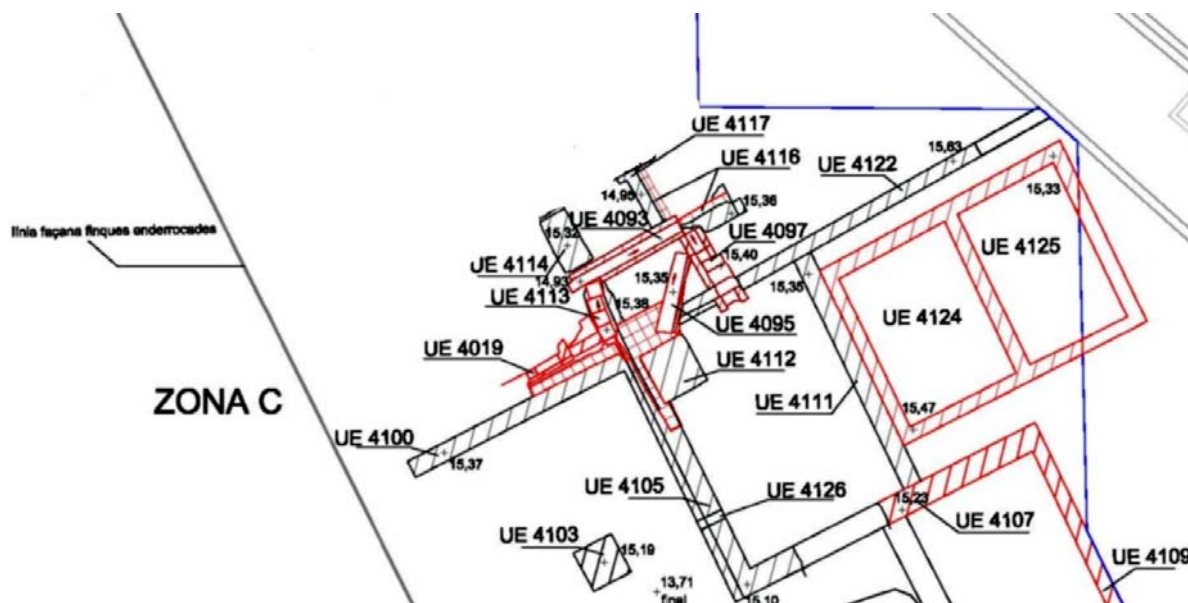 UE 4117
UE 4116
UE 4122
15,63
15,33
14,95
15,36
UE 4093
línia façana finques enderrocades
15,32
UE 4097
UE 4125
15,40
UE 4114
14,93
15,35
15,35
UE 4113
15,38
UE 4124
UE 4095
UE 4019
UE 4112
ZONA C
UE 4111
15,47
UE 4100
15,37
UE 4105
UE 4126
15,23
UE 4107
UE 4103
15,19
UE 4109
13,71
final
15,10